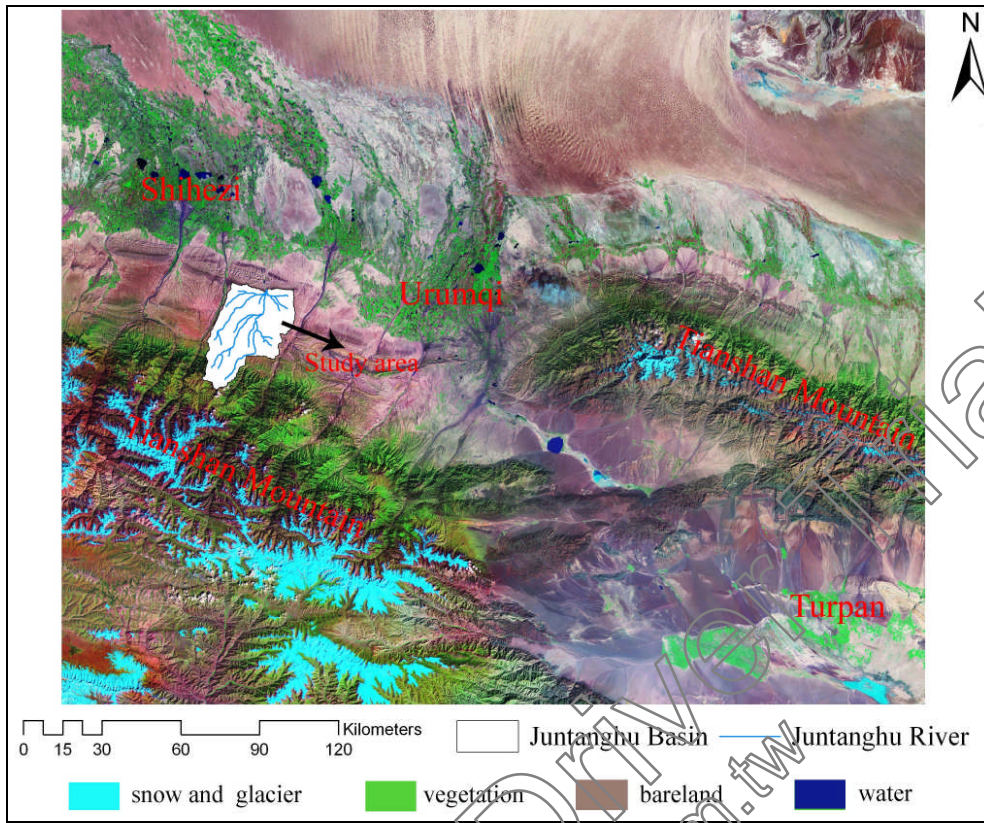 N
Shihezi
Urumqi
Study area
Tianshan Mountain
Tianshan Mountain
Turpan
Kilometers
0 15 30 60 90 120
Juntanghu Basin
Juntanghu River
snow and glacier
vegetation
bareland
water